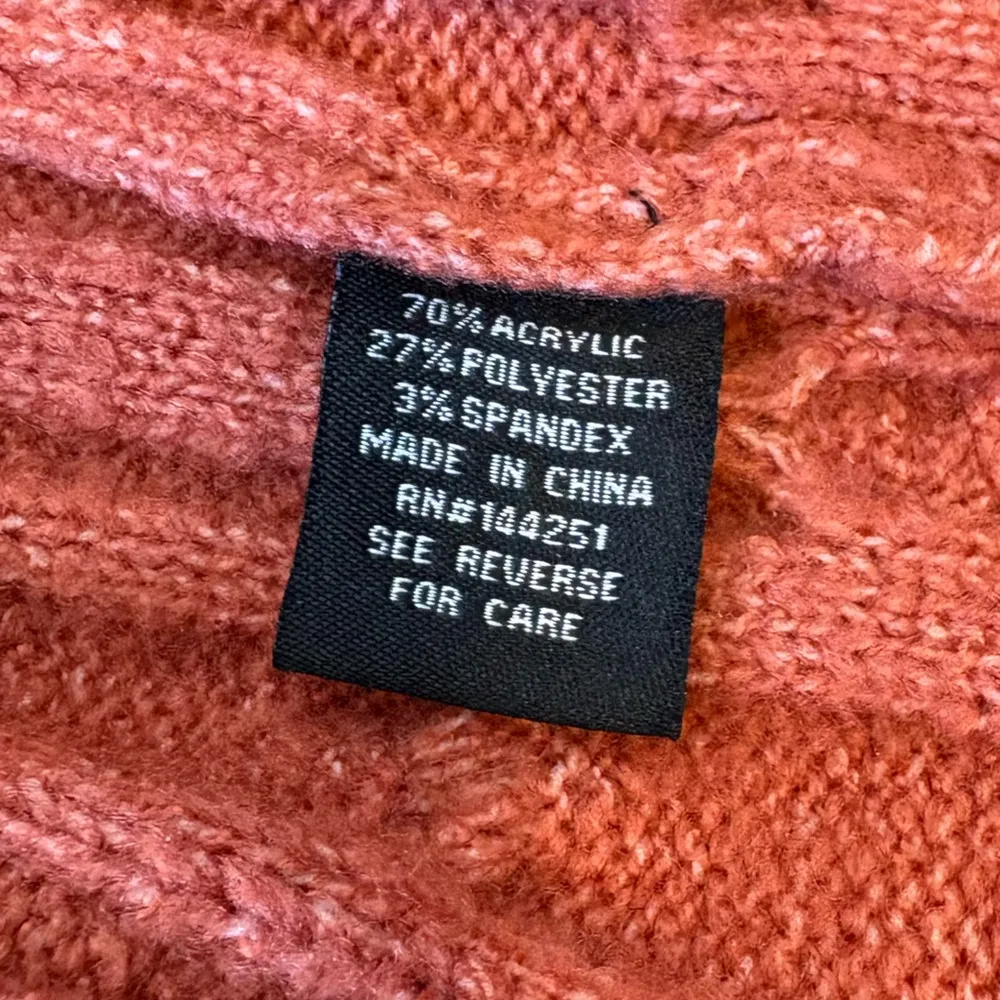 70% ACRYLIC
27% POLYESTER
3% SPANDEX
MADE IN CHINA
RN#144251
SEE REVERSE
FOR CARE